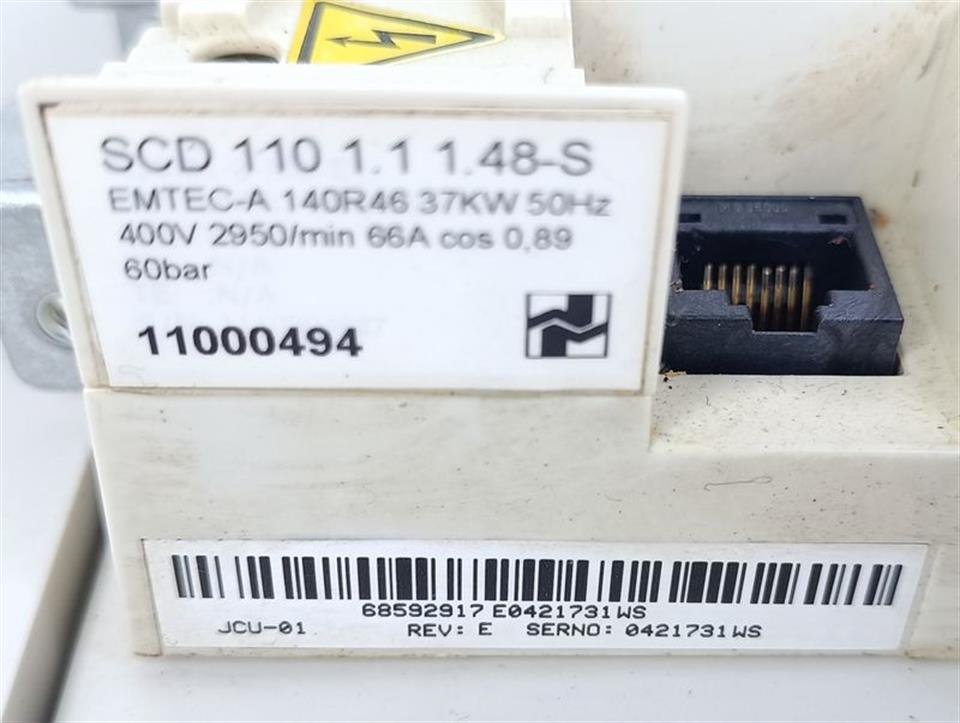 SCD 110 1.1 1.48-S
EMTEC-A 140R46 37KW 50Hz
400V 2950/min 66A cos 0,89
60bar
11000494
68592917 E0421731WS
JCU-01 REV: E SERNO: 0421731WS